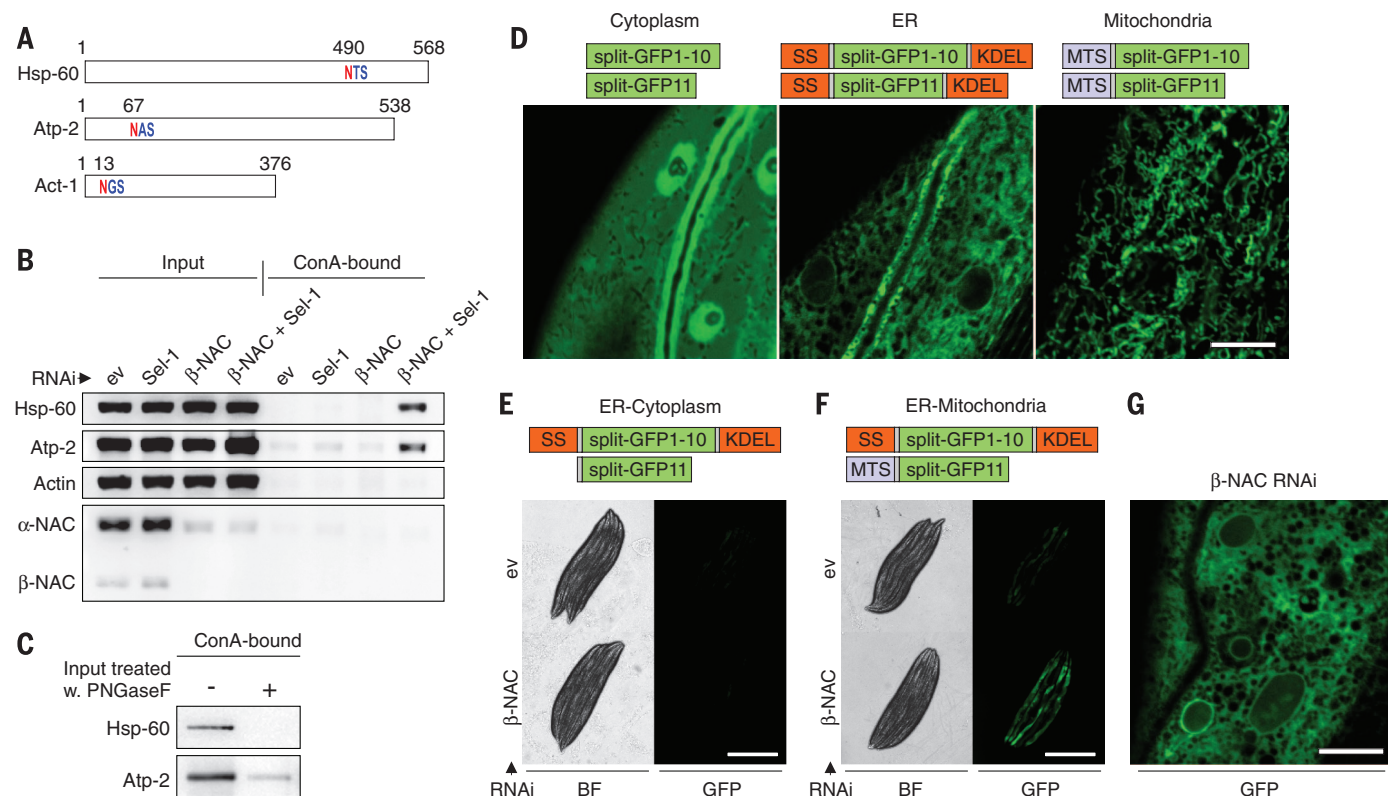 A
1 490 568
Hsp-60 NTS
1 67 538
Atp-2 NAS
1 13 376
Act-1 NGS
B
Input ConA-bound
RNAi ev Sel-1 β-NAC β-NAC + Sel-1 ev Sel-1 β-NAC β-NAC + Sel-1
Hsp-60
Atp-2
Actin
α-NAC
β-NAC
C
ConA-bound
Input treated
w. PNGaseF - +
Hsp-60
Atp-2
D
Cytoplasm ER Mitochondria
split-GFP1-10 SS split-GFP1-10 KDEL MTS split-GFP1-10
split-GFP11 SS split-GFP11 KDEL MTS split-GFP11
E
ER-Cytoplasm
SS split-GFP1-10 KDEL
split-GFP11
ev
β-NAC
RNAi BF GFP
F
ER-Mitochondria
SS split-GFP1-10 KDEL
MTS split-GFP11
ev
β-NAC
RNAi BF GFP
G
β-NAC RNAi
GFP